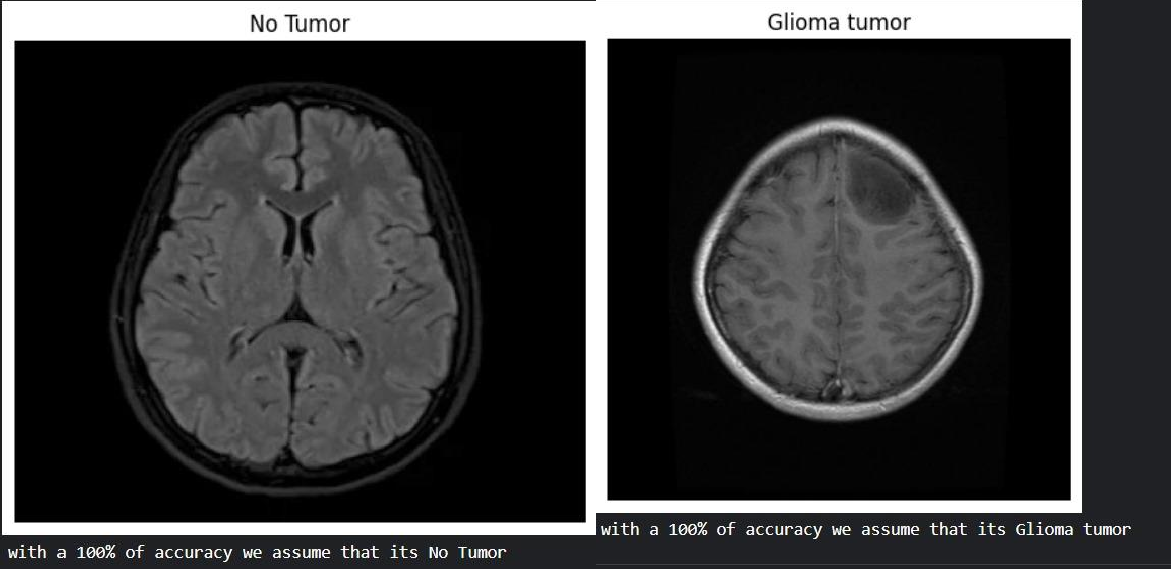 No Tumor
with a 100% of accuracy we assume that its No Tumor
Glioma tumor
with a 100% of accuracy we assume that its Glioma tumor